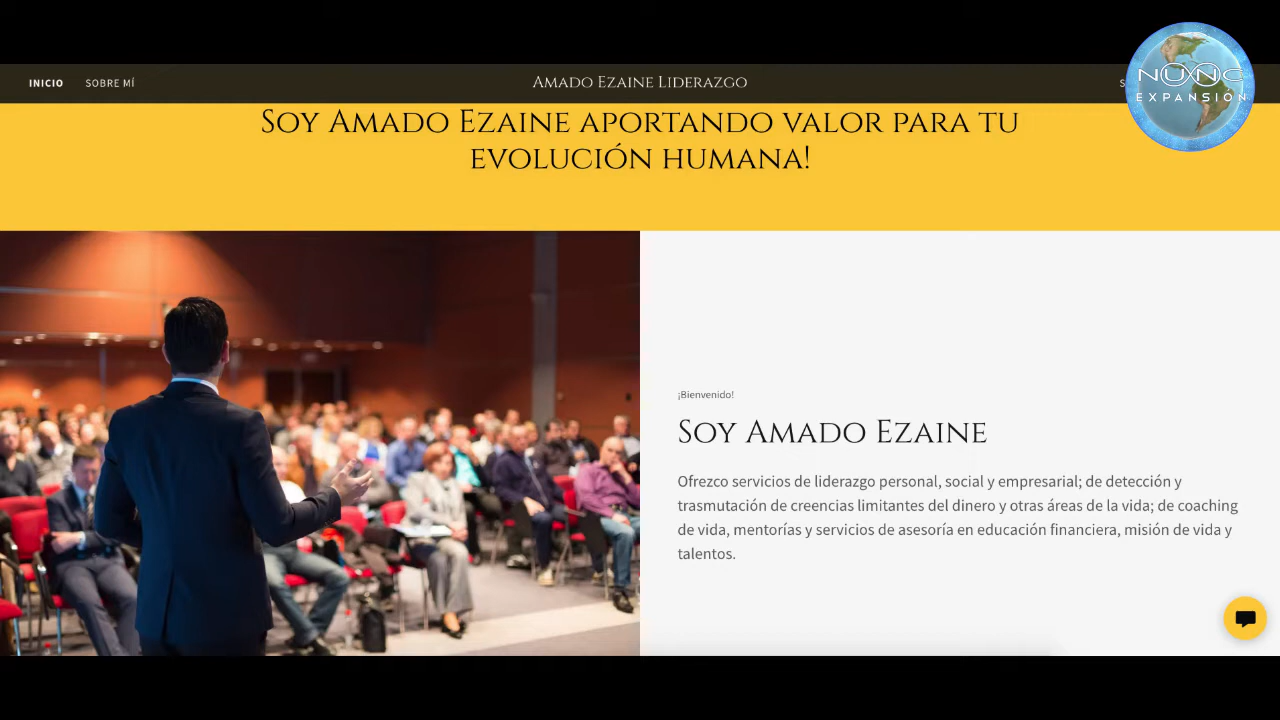 INICIO SOBRE MÍ Amado Ezaine Liderazgo
NUUNC
EXPANSIÓN
Soy Amado Ezaine aportando valor para tu
evolución humana!
¡Bienvenido!
Soy Amado Ezaine
Ofrezco servicios de liderazgo personal, social y empresarial; de detección y
trasmutación de creencias limitantes del dinero y otras áreas de la vida; de coaching
de vida, mentorías y servicios de asesoría en educación financiera, misión de vida y
talentos.